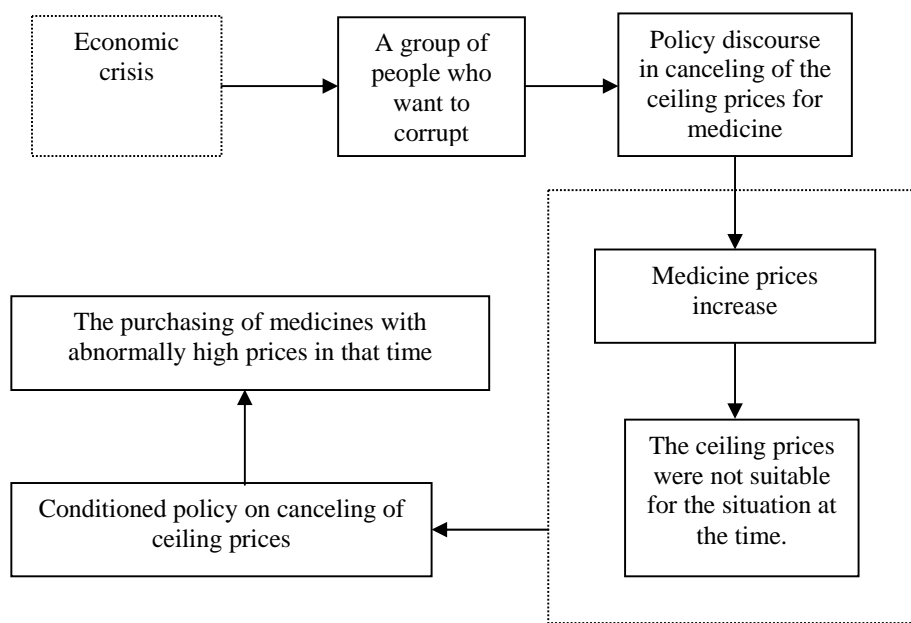 Economic
crisis
A group of
people who
want to
corrupt
Policy discourse
in canceling of the
ceiling prices for
medicine
Medicine prices
increase
The ceiling prices
were not suitable
for the situation at
the time.
Conditioned policy on canceling of
ceiling prices
The purchasing of medicines with
abnormally high prices in that time